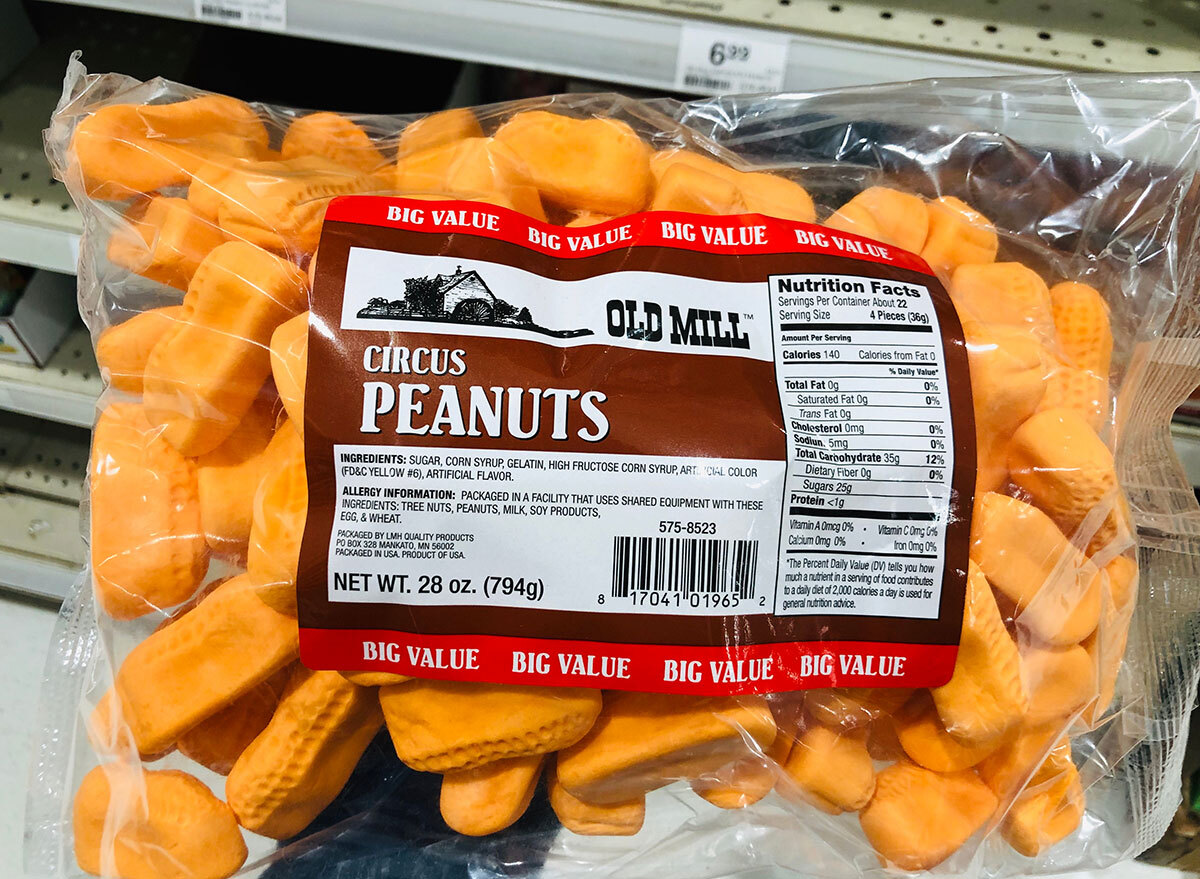 6 99
BIG VALUE BIG VALUE BIG VALUE BIG VALUE
OLD MILL™
CIRCUS
PEANUTS
INGREDIENTS: SUGAR, CORN SYRUP, GELATIN, HIGH FRUCTOSE CORN SYRUP, ARTIFICIAL COLOR
(FD&C YELLOW #6), ARTIFICIAL FLAVOR.
ALLERGY INFORMATION: PACKAGED IN A FACILITY THAT USES SHARED EQUIPMENT WITH THESE
INGREDIENTS: TREE NUTS, PEANUTS, MILK, SOY PRODUCTS,
EGG, & WHEAT.
PACKAGED BY LMH QUALITY PRODUCTS
PO BOX 328 MANKATO, MN 56002
PACKAGED IN USA. PRODUCT OF USA.
575-8523
NET WT. 28 oz. (794g)
8 17041 01965 2
Nutrition Facts
Servings Per Container About 22
Serving Size 4 Pieces (36g)
Amount Per Serving
Calories 140 Calories from Fat 0
% Daily Value*
Total Fat 0g 0%
Saturated Fat 0g 0%
Trans Fat 0g
Cholesterol 0mg 0%
Sodium 5mg 0%
Total Carbohydrate 35g 12%
Dietary Fiber 0g 0%
Sugars 25g
Protein <1g
Vitamin A 0mcg 0% • Vitamin C 0mg 0%
Calcium 0mg 0% • Iron 0mg 0%
*The Percent Daily Value (DV) tells you how
much a nutrient in a serving of food contributes
to a daily diet of 2,000 calories a day is used for
general nutrition advice.
BIG VALUE BIG VALUE BIG VALUE BIG VALUE